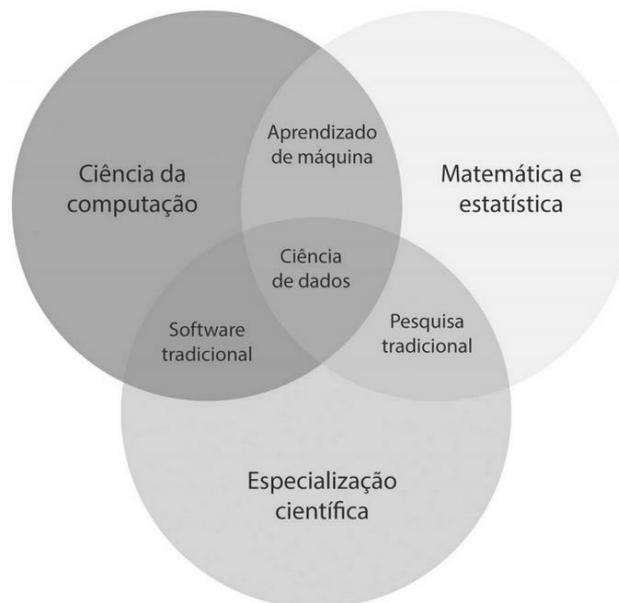 Aprendizado
de máquina
Ciência da
computação
Matemática e
estatística
Ciência
de dados
Software
tradicional
Pesquisa
tradicional
Especialização
científica